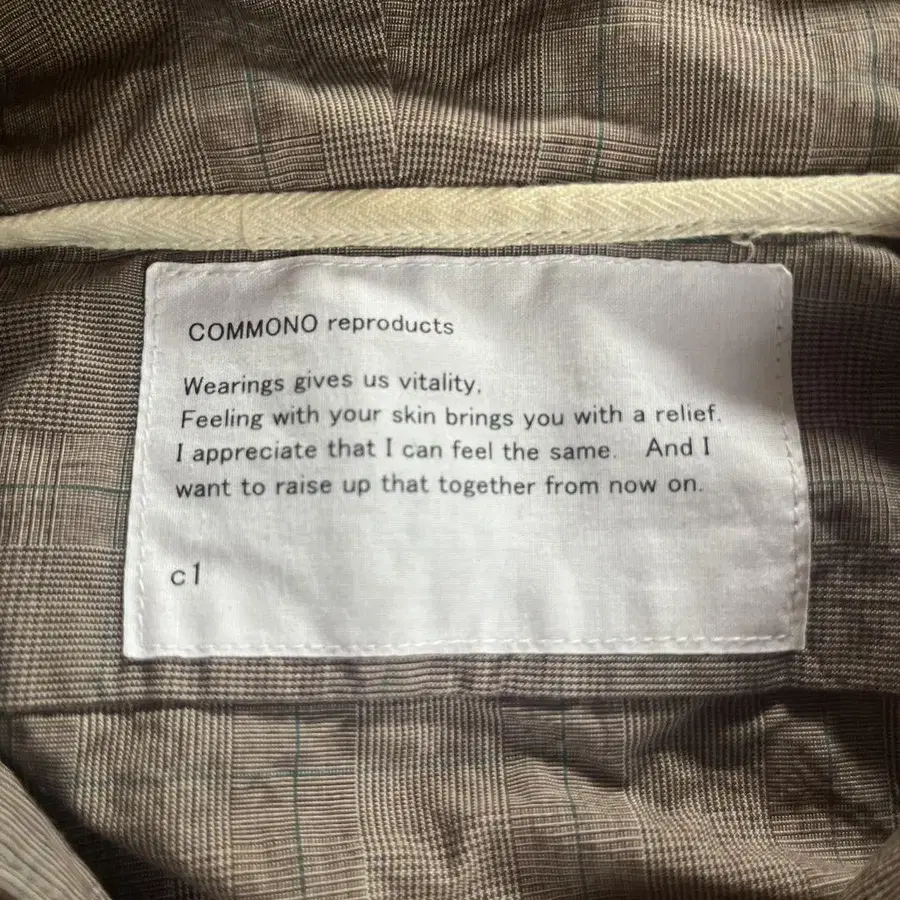 COMMONO reproducts
Wearings gives us vitality,
Feeling with your skin brings you with a relief.
I appreciate that I can feel the same. And I
want to raise up that together from now on.
c1